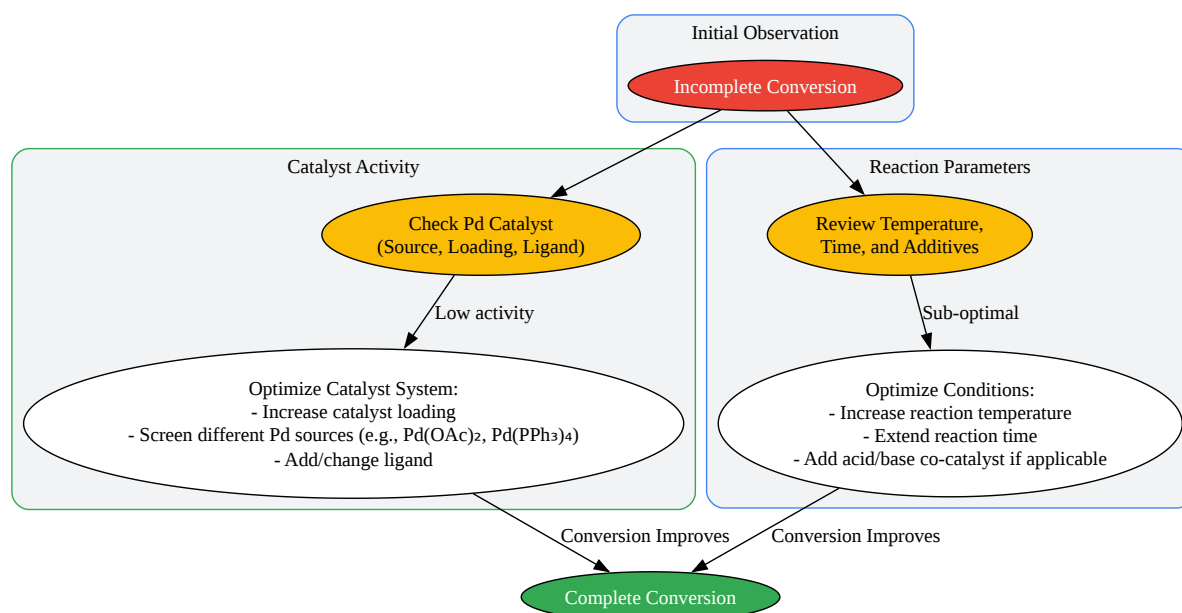 Initial Observation
Incomplete Conversion
Catalyst Activity
Reaction Parameters
Check Pd Catalyst
(Source, Loading, Ligand)
Review Temperature,
Time, and Additives
Low activity
Sub-optimal
Optimize Catalyst System:
- Increase catalyst loading
- Screen different Pd sources (e.g., Pd(OAc)₂, Pd(PPh₃)₄)
- Add/change ligand
Optimize Conditions:
- Increase reaction temperature
- Extend reaction time
- Add acid/base co-catalyst if applicable
Conversion Improves
Conversion Improves
Complete Conversion